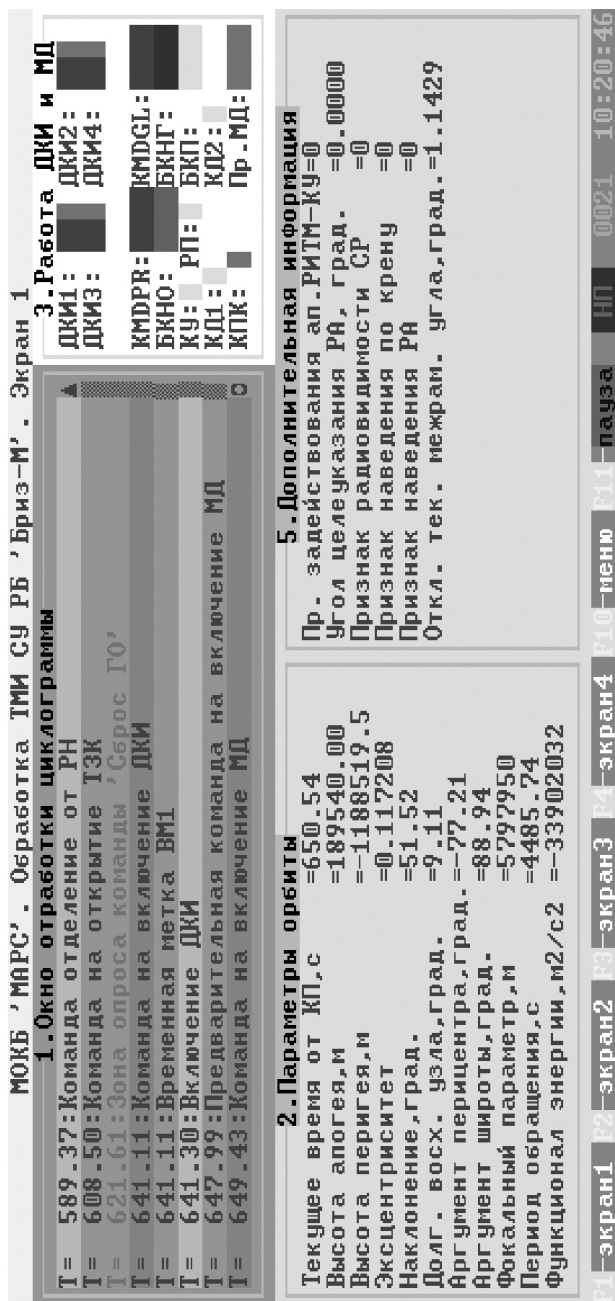 МОКБ 'МАРС'. Обработка ТМИ СУ РБ 'Бриз-М'. Экран 1
1.Окно отработки циклограммы
T= 589.37:Команда отделение от РН
T= 608.50:Команда на открытие ТЗК
T= 621.61:Зона опроса команды 'Сброс ГО'
T= 641.11:Команда на включение ДКИ
T= 641.11:Временная метка ВМ1
T= 641.30:Включение ДКИ
T= 647.99:Предварительная команда на включение МД
T= 649.43:Команда на включение МД
3.Работа ДКИ и МД
ДКИ1: ДКИ2:
ДКИ3: ДКИ4:
KMDPR: KMDGL:
БКНО: БКНГ:
КУ: РП: БКП:
КД1: КД2:
КПК: Пр.МД:
2.Параметры орбиты
Текущее время от КП,с =650.54
Высота апогея,м =189540.00
Высота перигея,м =-1188519.5
Эксцентриситет =0.117208
Наклонение,град. =51.52
Долг. восх. узла,град. =9.11
Аргумент перицентра,град.=-77.21
Аргумент широты,град. =88.94
Фокальный параметр,м =5797950
Период обращения,с =4485.74
Функционал энергии,м2/с2 =-33902032
5.Дополнительная информация
Пр. задействования ап.РИТМ-КУ=0
Угол целеуказания РА, град. =0.0000
Признак радиовидимости СР =0
Признак наведения по крену =0
Признак наведения РА =0
Откл. тек. межрам. угла,град.=1.1429
F1-экран1 F2-экран2 F3-экран3 F4-экран4 F10-меню F11-пауза НП 0021 10:20:46